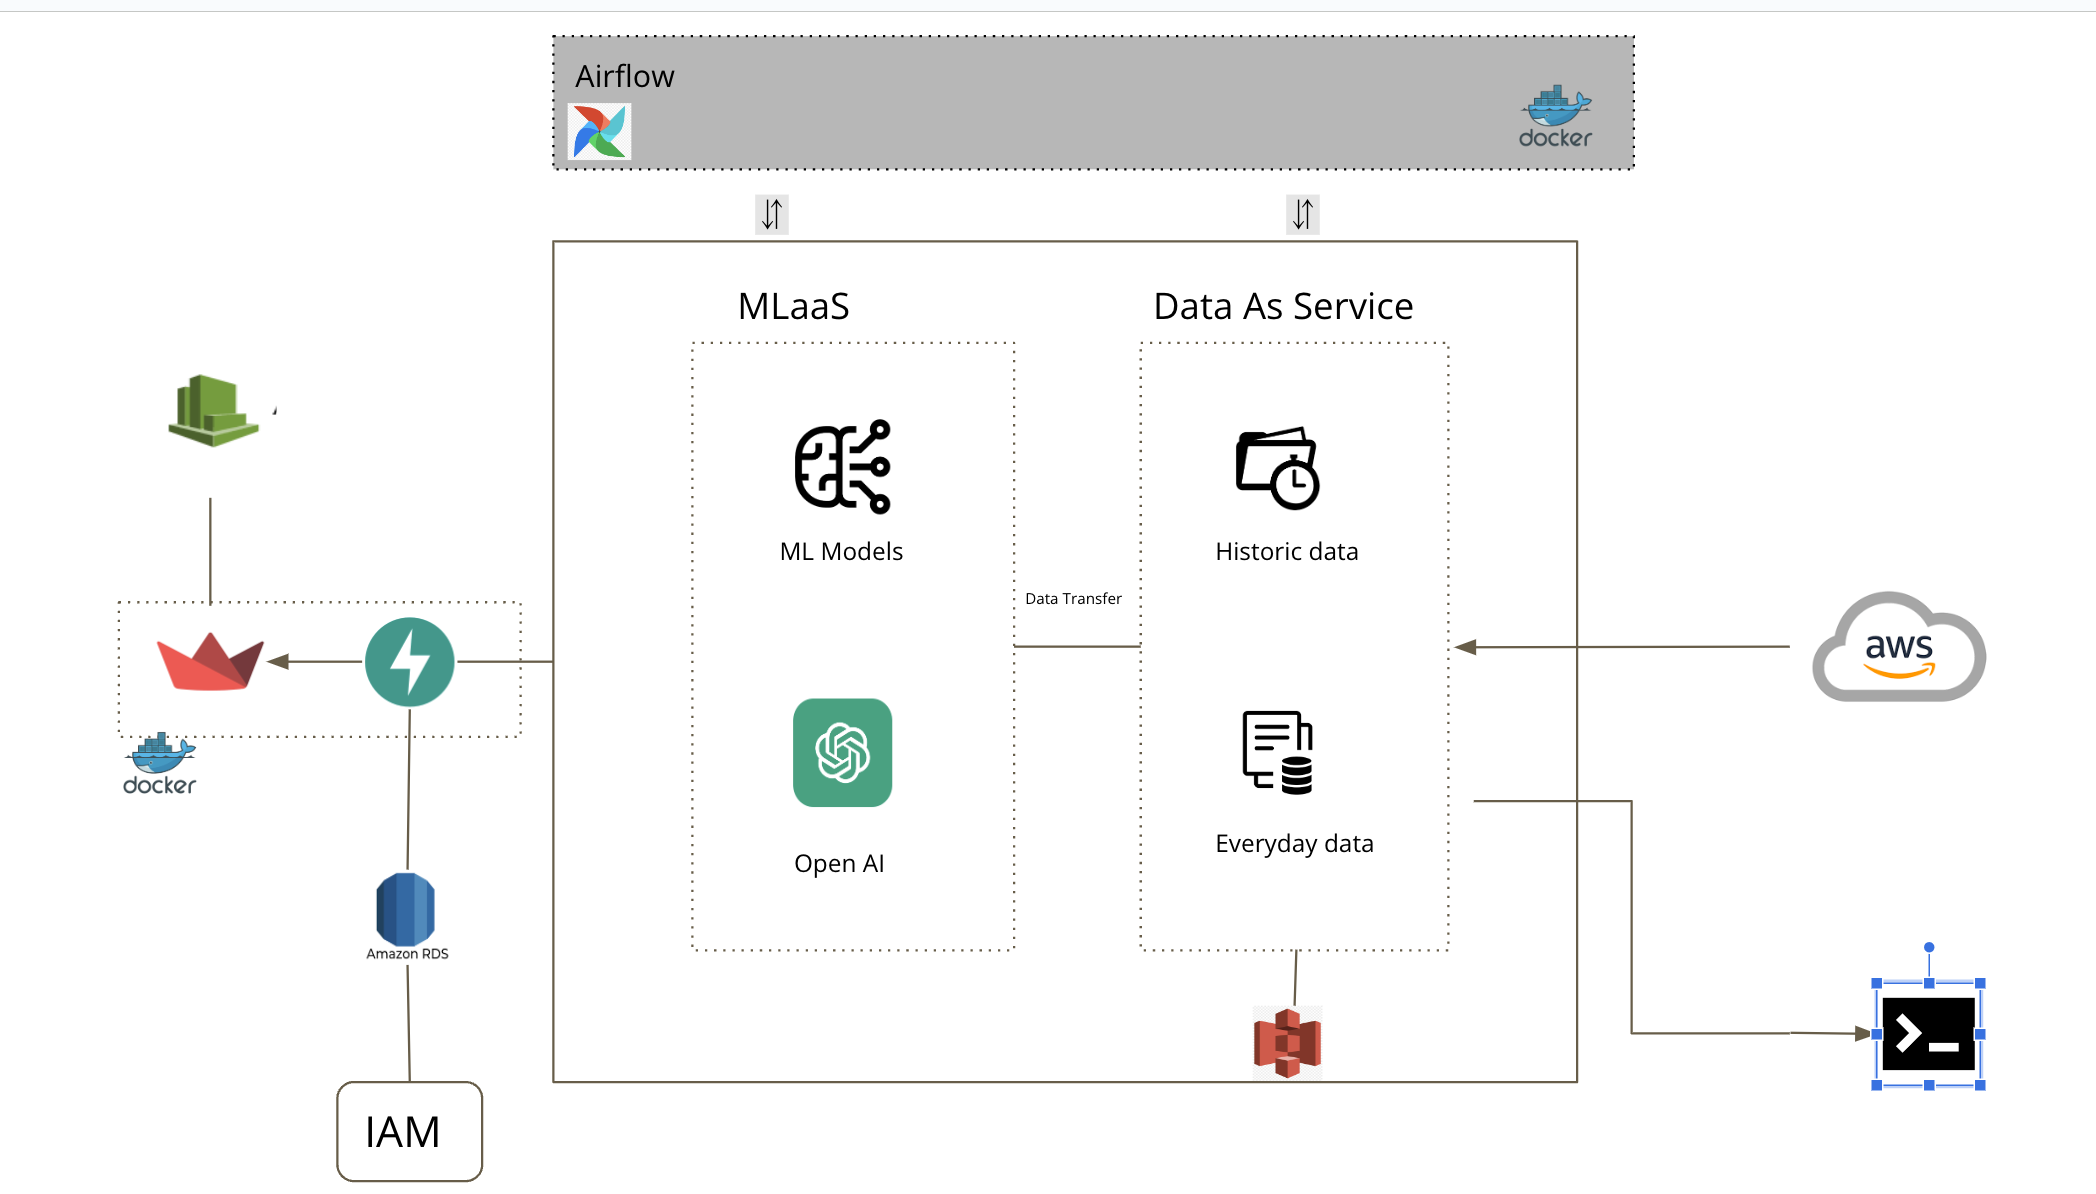 Airflow
docker
MLaaS
Data As Service
ML Models
Historic data
Data Transfer
aws
docker
Open AI
Everyday data
Amazon RDS
IAM